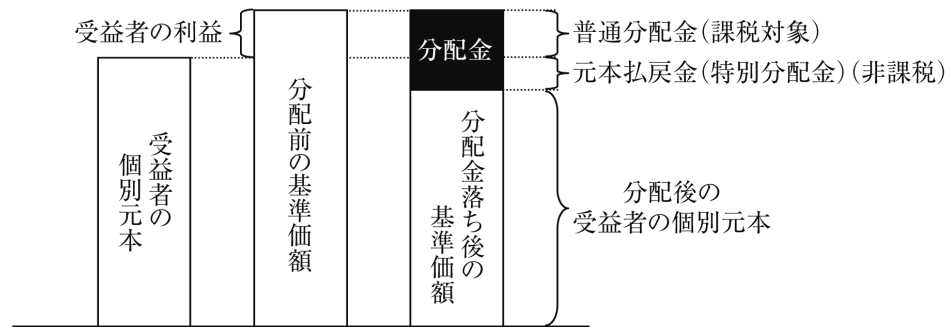 受益者の利益
受益者の
個別元本
分配前の基準価額
分配金
分配金落ち後の
基準価額
普通分配金(課税対象)
元本払戻金(特別分配金)(非課税)
分配後の
受益者の個別元本